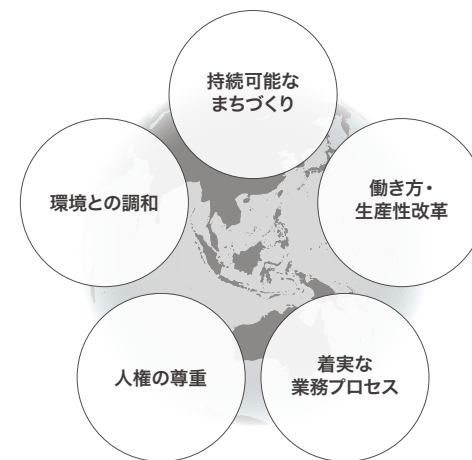 持続可能な
まちづくり
環境との調和
働き方・
生産性改革
人権の尊重
着実な
業務プロセス